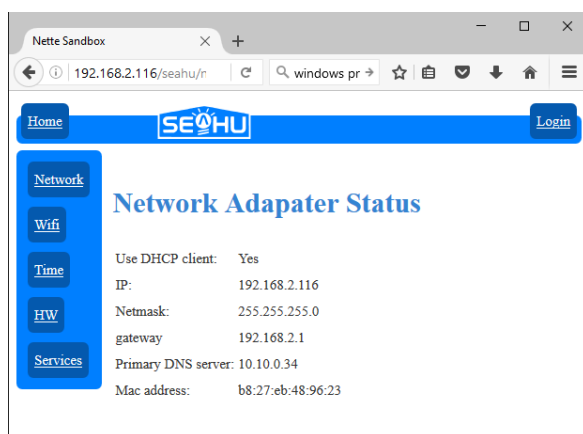 Nette Sandbox
192.168.2.116/seahu/n
windows pr
Home
SEAHU
Login
Network
Wifi
Time
HW
Services
Network Adapater Status
Use DHCP client: Yes
IP: 192.168.2.116
Netmask: 255.255.255.0
gateway 192.168.2.1
Primary DNS server: 10.10.0.34
Mac address: b8:27:eb:48:96:23